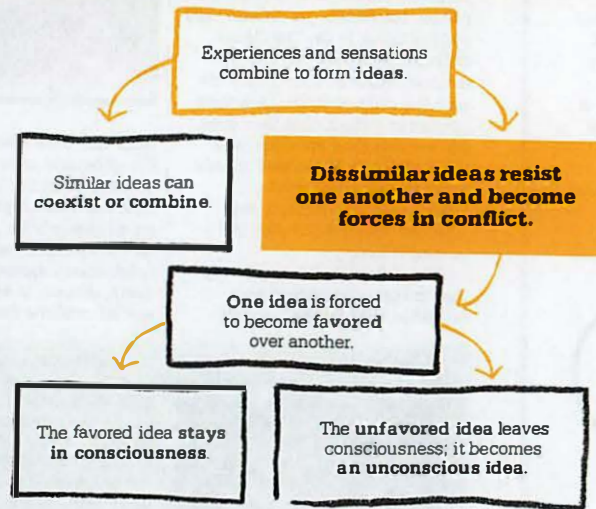 Experiences and sensations
combine to form ideas.
Similar ideas can
coexist or combine.
Dissimilar ideas resist
one another and become
forces in conflict.
One idea is forced
to become favored
over another.
The favored idea stays
in consciousness.
The unfavored idea leaves
consciousness; it becomes
an unconscious idea.